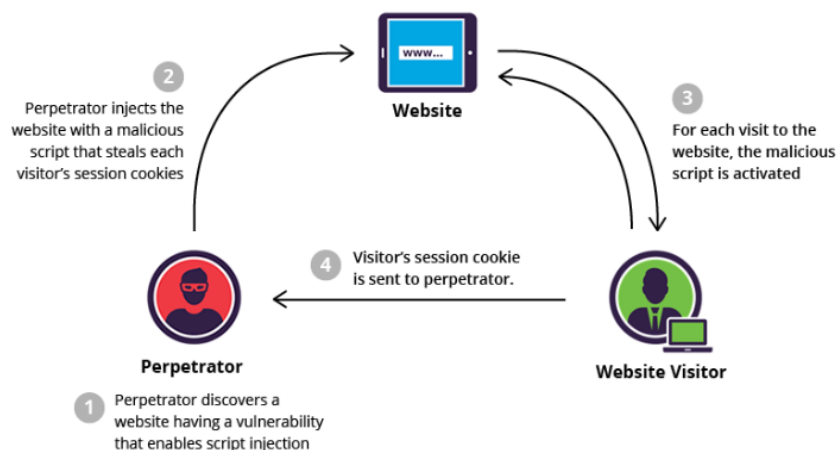 www...
Website
2
Perpetrator injects the
website with a malicious
script that steals each
visitor's session cookies
3
For each visit to the
website, the malicious
script is activated
4
Visitor's session cookie
is sent to perpetrator.
Perpetrator
Website Visitor
1
Perpetrator discovers a
website having a vulnerability
that enables script injection